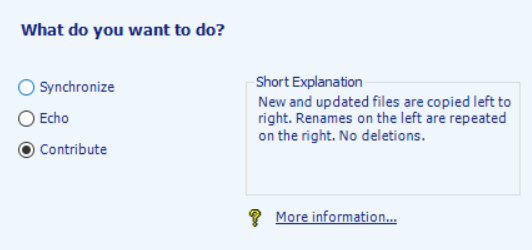 What do you want to do?
Synchronize
Echo
Contribute
Short Explanation
New and updated files are copied left to
right. Renames on the left are repeated
on the right. No deletions.
More information...